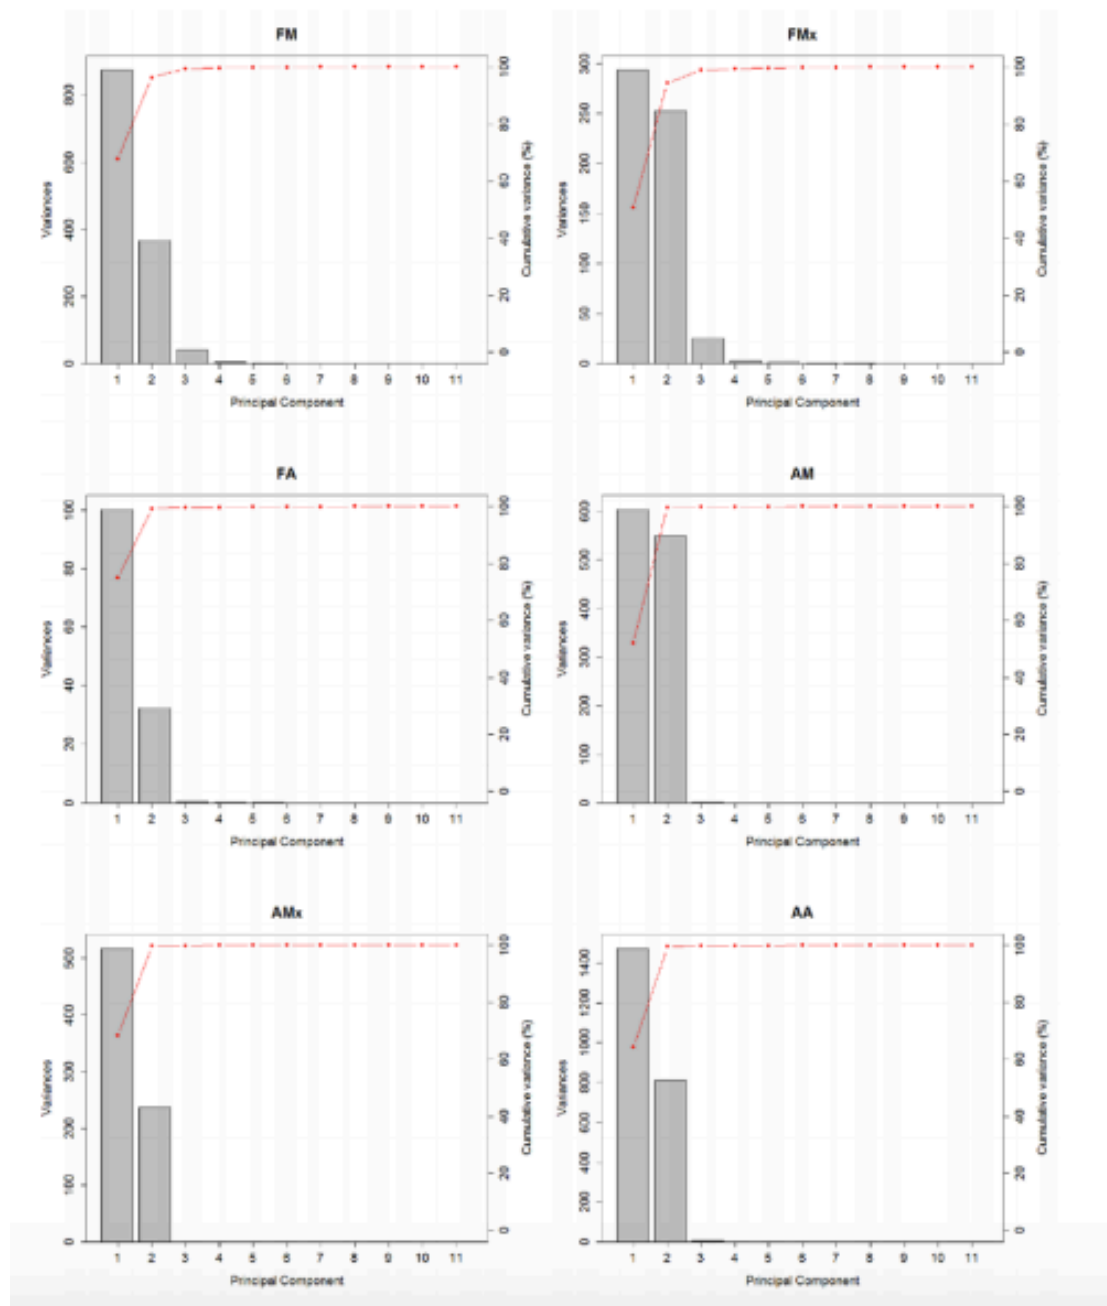 FM
Variances
0 200 400 600 800
0 20 40 60 80 100
Cumulative variance (%)
1 2 3 4 5 6 7 8 9 10 11
Principal Component
FMx
Variances
0 50 100 150 200 250 300
0 20 40 60 80 100
Cumulative variance (%)
1 2 3 4 5 6 7 8 9 10 11
Principal Component
FA
Variances
0 20 40 60 80 100
0 20 40 60 80 100
Cumulative variance (%)
1 2 3 4 5 6 7 8 9 10 11
Principal Component
AM
Variances
0 100 200 300 400 500 600
0 20 40 60 80 100
Cumulative variance (%)
1 2 3 4 5 6 7 8 9 10 11
Principal Component
AMx
Variances
0 100 200 300 400 500
0 20 40 60 80 100
Cumulative variance (%)
1 2 3 4 5 6 7 8 9 10 11
Principal Component
AA
Variances
0 200 400 600 800 1000 1200 1400
0 20 40 60 80 100
Cumulative variance (%)
1 2 3 4 5 6 7 8 9 10 11
Principal Component